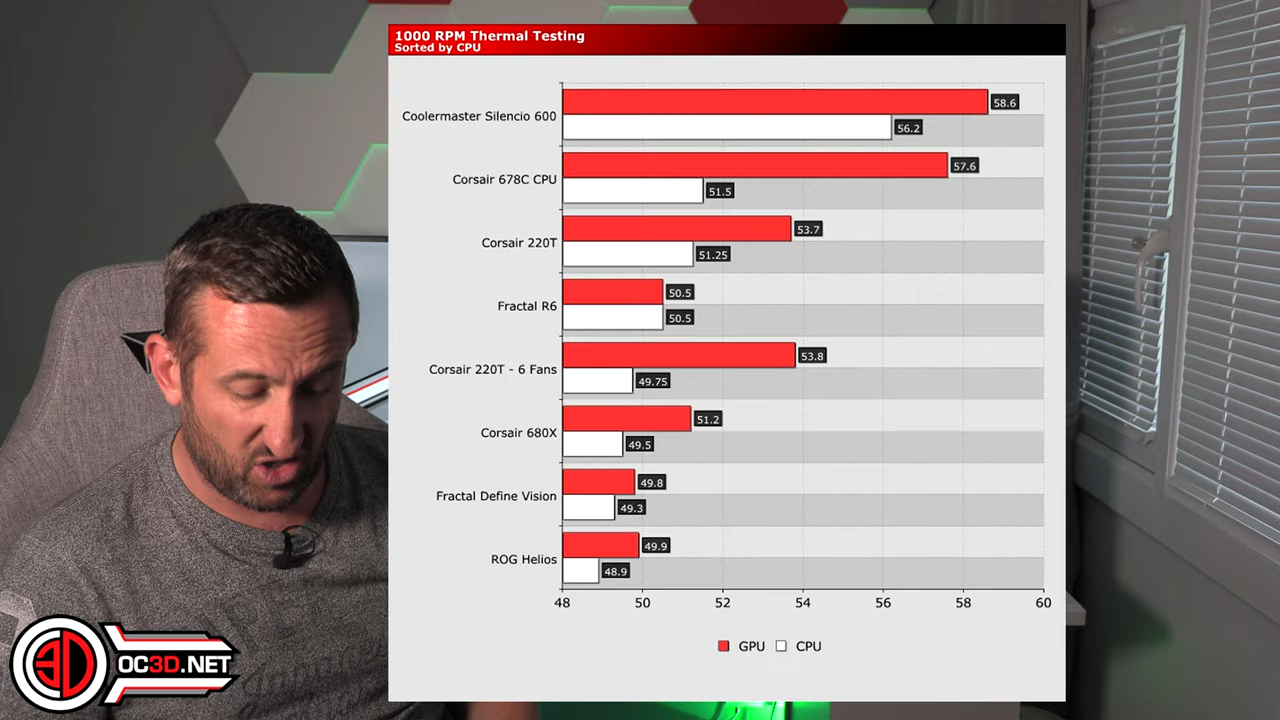 1000 RPM Thermal Testing
Sorted by CPU
Coolermaster Silencio 600
58.6
56.2
Corsair 678C CPU
57.6
51.5
Corsair 220T
53.7
51.25
Fractal R6
50.5
50.5
Corsair 220T - 6 Fans
53.8
49.75
Corsair 680X
51.2
49.5
Fractal Define Vision
49.8
49.3
ROG Helios
49.9
48.9
48 50 52 54 56 58 60
GPU CPU
3D OC3D.NET